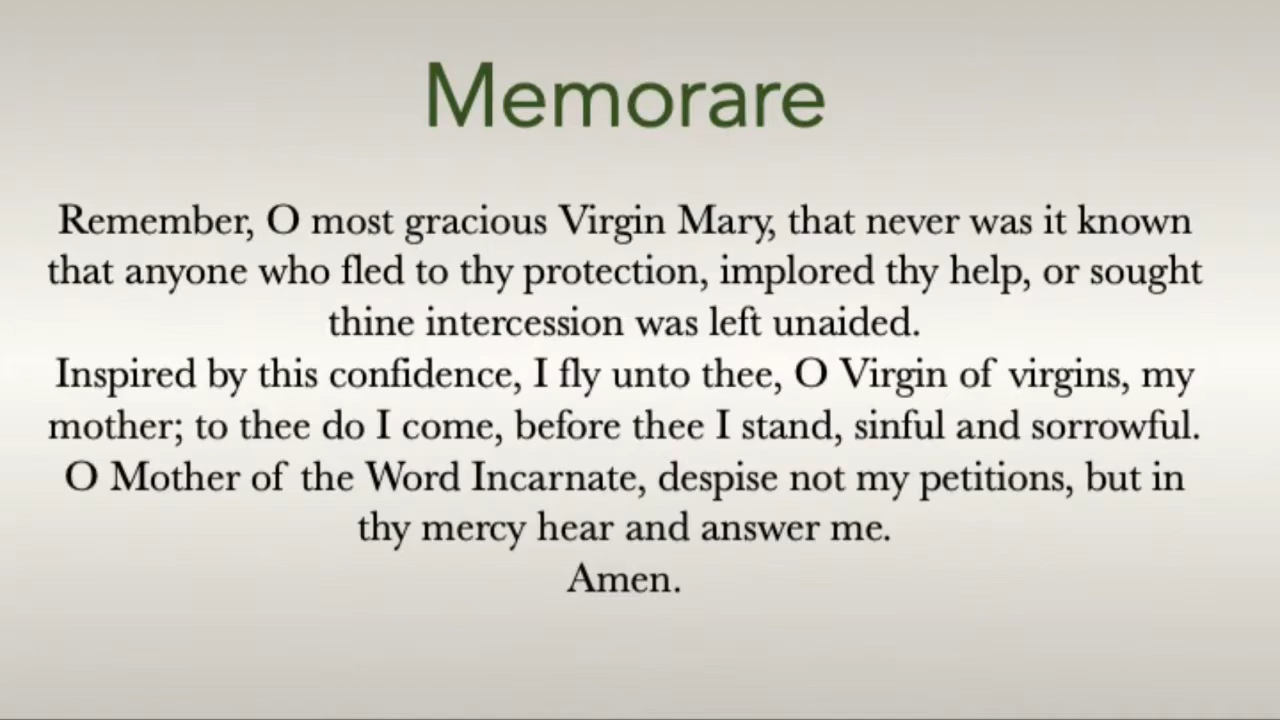 Memorare
Remember, O most gracious Virgin Mary, that never was it known
that anyone who fled to thy protection, implored thy help, or sought
thine intercession was left unaided.
Inspired by this confidence, I fly unto thee, O Virgin of virgins, my
mother; to thee do I come, before thee I stand, sinful and sorrowful.
O Mother of the Word Incarnate, despise not my petitions, but in
thy mercy hear and answer me.
Amen.